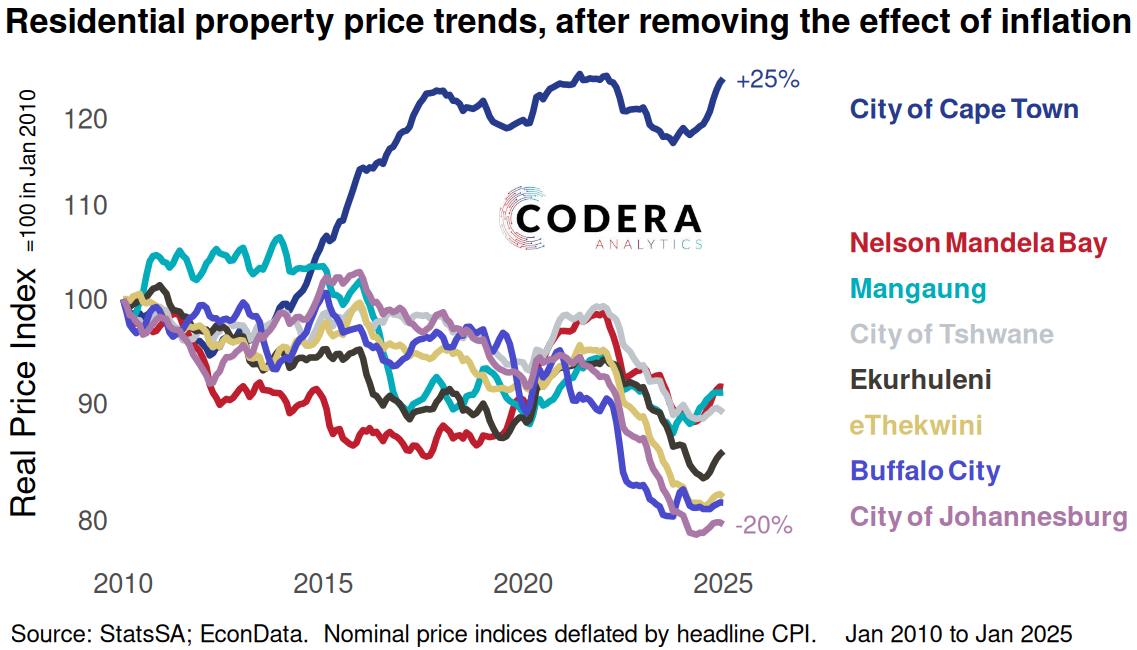 Residential property price trends, after removing the effect of inflation
Real Price Index =100 in Jan 2010
120
110
100
90
80
2010 2015 2020 2025
+25%
-20%
CODERA
ANALYTICS
City of Cape Town
Nelson Mandela Bay
Mangaung
City of Tshwane
Ekurhuleni
eThekwini
Buffalo City
City of Johannesburg
Source: StatsSA; EconData. Nominal price indices deflated by headline CPI. Jan 2010 to Jan 2025